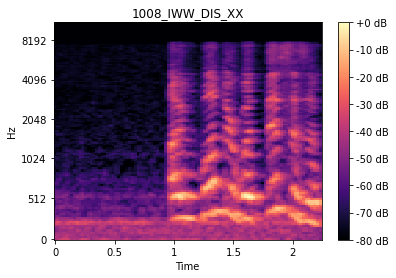 1008_IWW_DIS_XX
+0 dB
8192
-10 dB
4096
-20 dB
-30 dB
2048
Hz
-40 dB
1024
-50 dB
512
-60 dB
-70 dB
0
-80 dB
0
0.5
1
1.5
2
Time